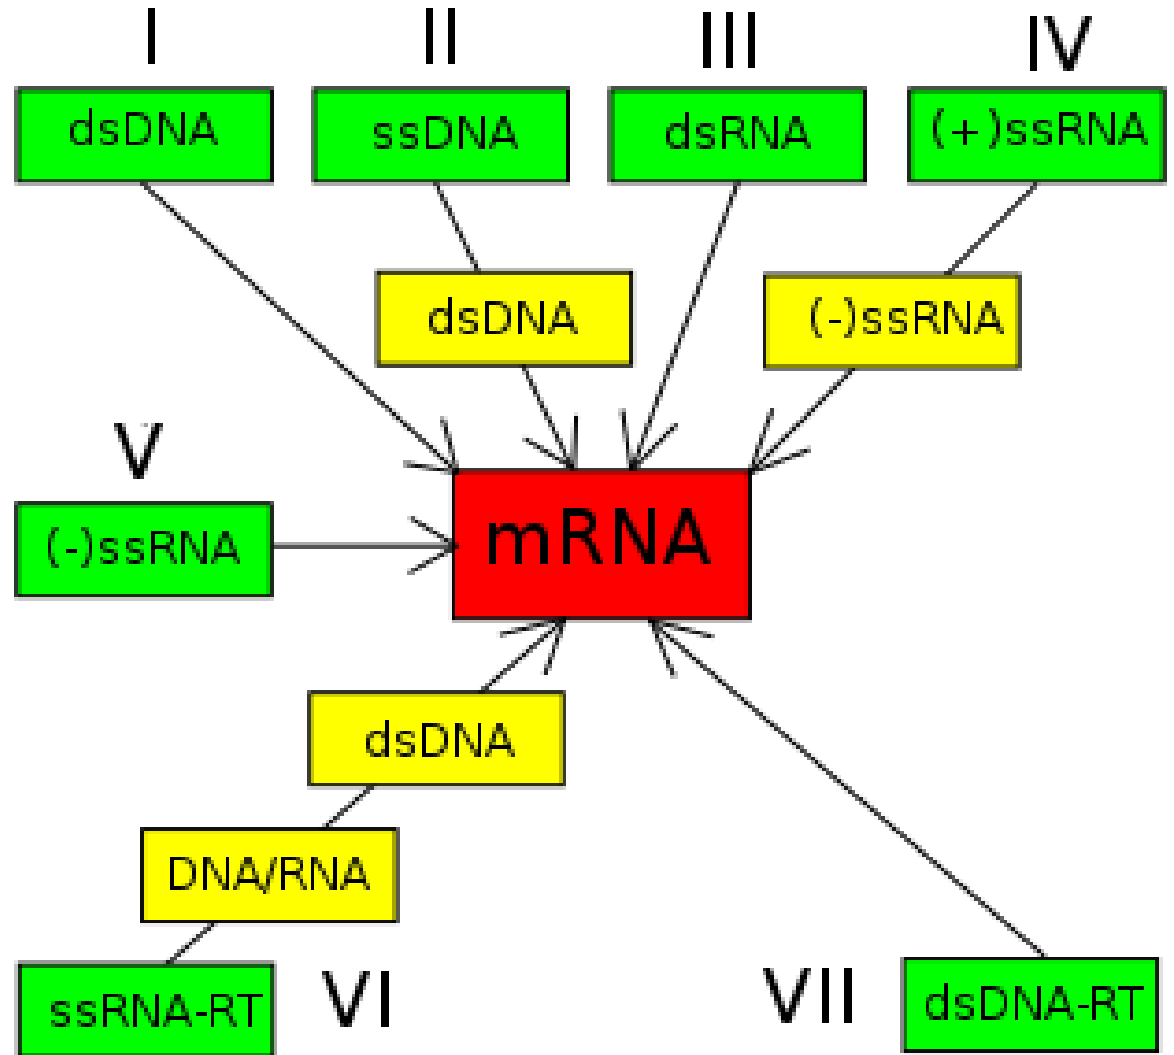 I
II
III
IV
dsDNA
ssDNA
dsRNA
(+)ssRNA
dsDNA
(-)ssRNA
V
(-)ssRNA
mRNA
dsDNA
DNA/RNA
ssRNA-RT
VI
VII
dsDNA-RT